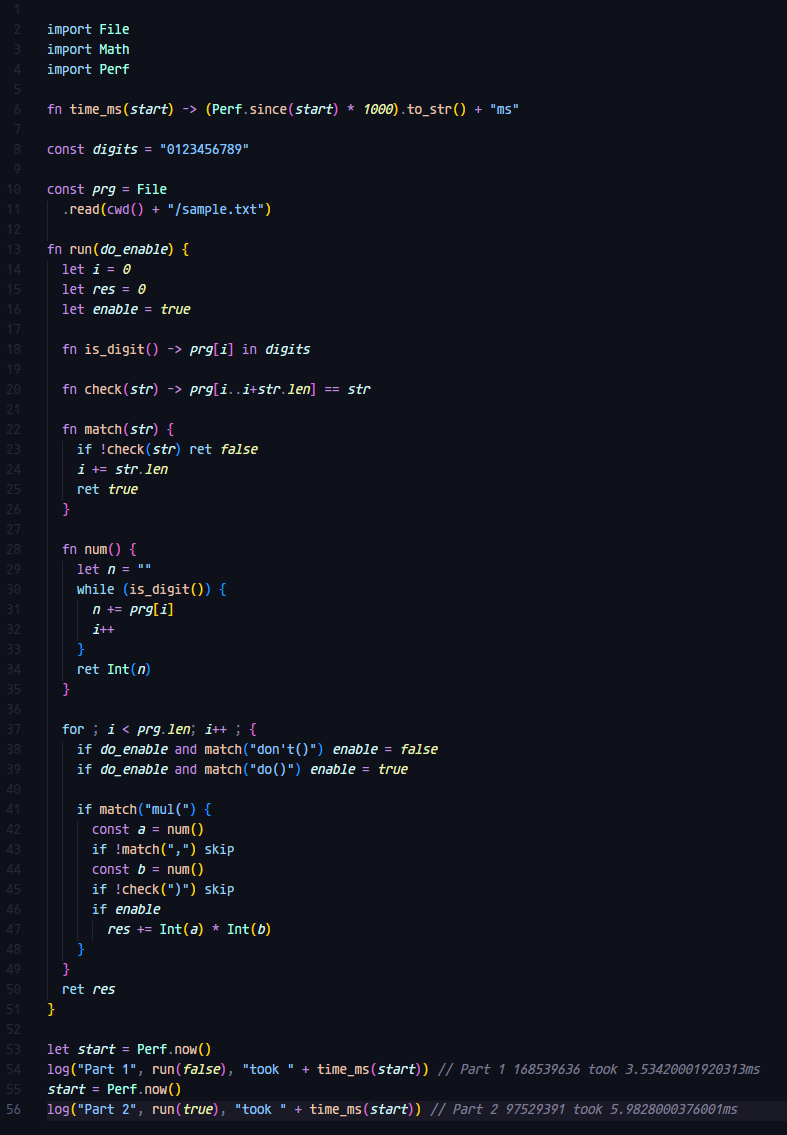 1
2 import File
3 import Math
4 import Perf
5
6 fn time_ms(start) -> (Perf.since(start) * 1000).to_str() + "ms"
7
8 const digits = "0123456789"
9
10 const prg = File
11   .read(cwd() + "/sample.txt")
12
13 fn run(do_enable) {
14   let i = 0
15   let res = 0
16   let enable = true
17
18   fn is_digit() -> prg[i] in digits
19
20   fn check(str) -> prg[i..i+str.len] == str
21
22   fn match(str) {
23     if !check(str) ret false
24     i += str.len
25     ret true
26   }
27
28   fn num() {
29     let n = ""
30     while (is_digit()) {
31       n += prg[i]
32       i++
33     }
34     ret Int(n)
35   }
36
37   for ; i < prg.len; i++ ; {
38     if do_enable and match("don't()") enable = false
39     if do_enable and match("do()") enable = true
40
41     if match("mul(") {
42       const a = num()
43       if !match(",") skip
44       const b = num()
45       if !check(")") skip
46       if enable
47         res += Int(a) * Int(b)
48     }
49   }
50   ret res
51 }
52
53 let start = Perf.now()
54 log("Part 1", run(false), "took " + time_ms(start)) // Part 1 168539636 took 3.53420001920313ms
55 start = Perf.now()
56 log("Part 2", run(true), "took " + time_ms(start)) // Part 2 97529391 took 5.9828000376001ms